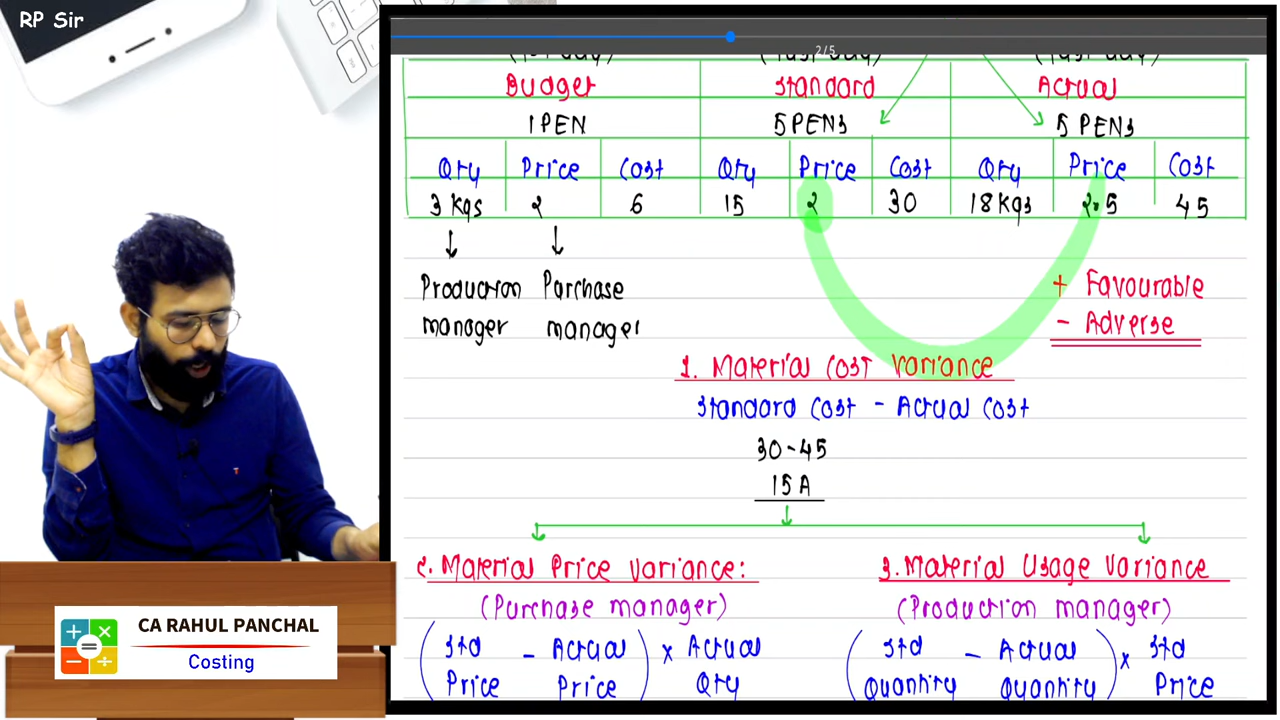 RP Sir
2/5
Budget Standard Actual
1 PEN 5 PENS 5 PENS
Qty Price Cost Qty Price Cost Qty Price Cost
3 Kgs 2 6 15 2 30 18 Kgs 2.5 45
Production manager
Purchase manager
+ Favourable
- Adverse
1. Material Cost Variance
Standard Cost - Actual Cost
30-45
15 A
2. Material Price Variance:
(Purchase manager)
(Std Price - Actual Price) x Actual Qty
3. Material Usage Variance
(Production manager)
(Std Quantity - Actual Quantity) x Std Price
CA RAHUL PANCHAL
Costing